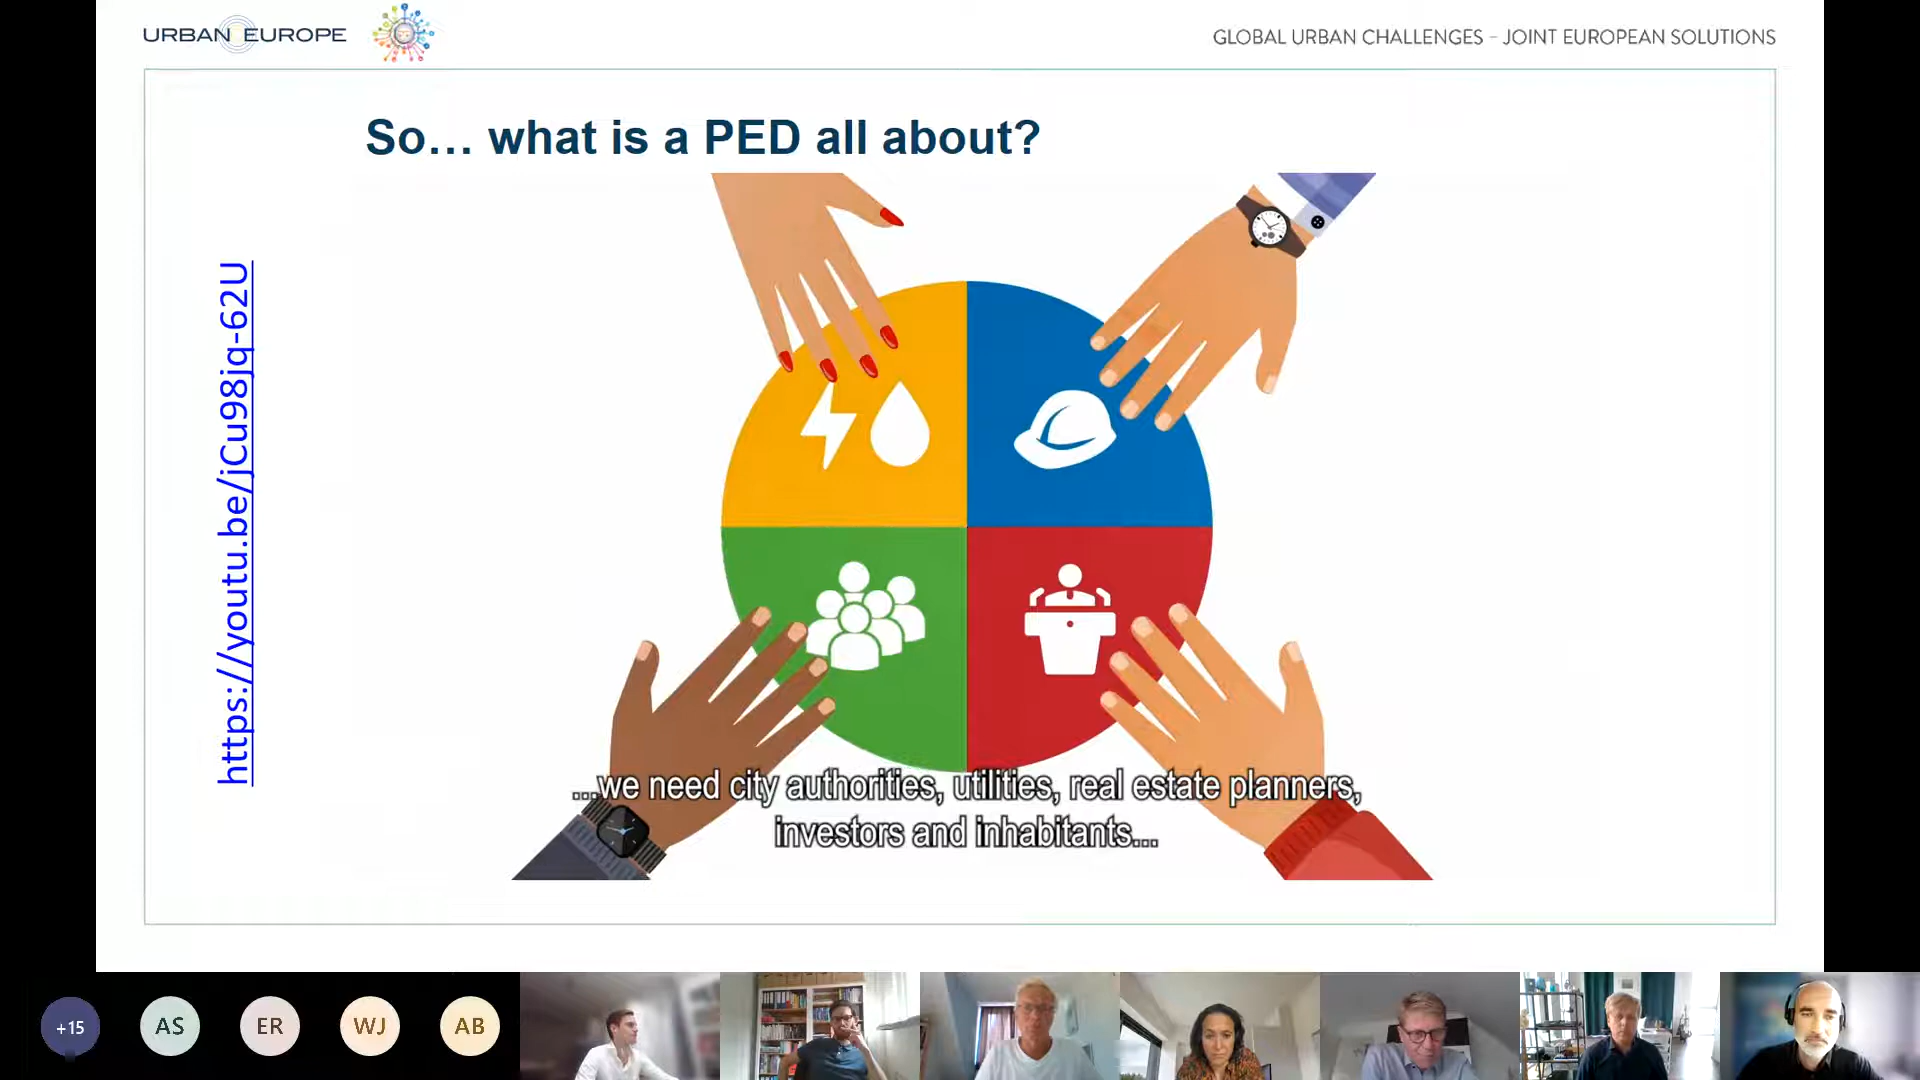 URBAN EUROPE
GLOBAL URBAN CHALLENGES – JOINT EUROPEAN SOLUTIONS
So... what is a PED all about?
https://youtu.be/jCu98jq-62U
...we need city authorities, utilities, real estate planners,
investors and inhabitants...
+15
AS
ER
WJ
AB